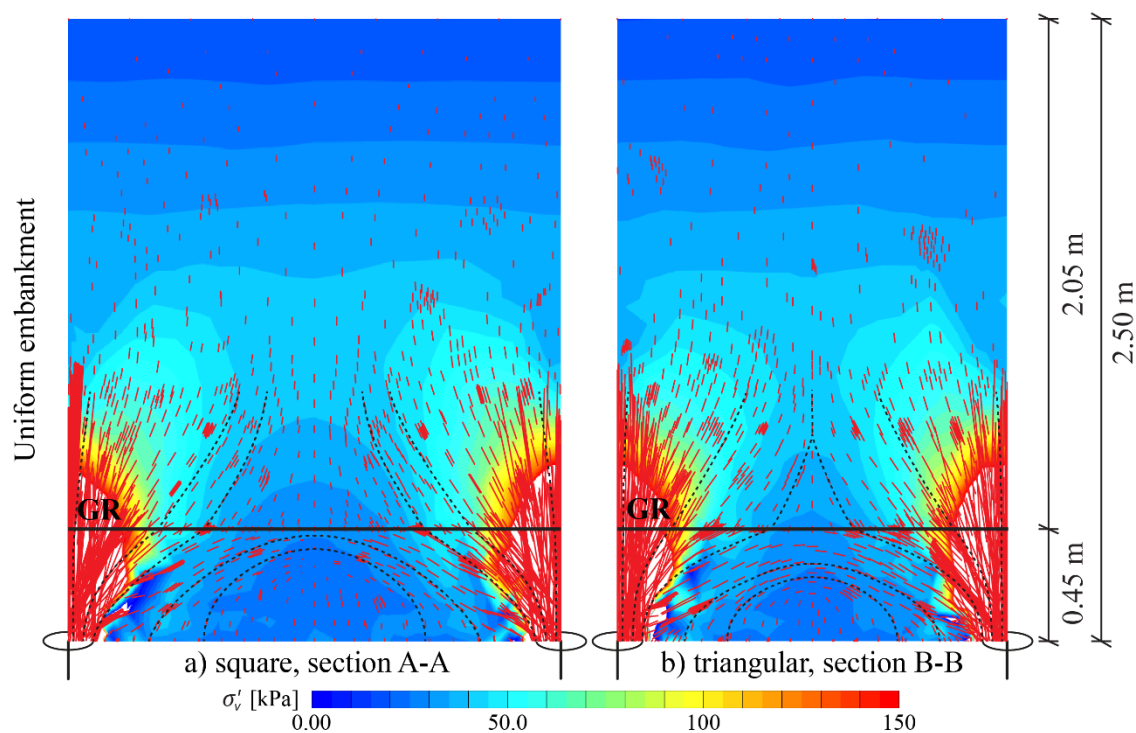 Uniform embankment
GR
GR
2.05 m
2.50 m
0.45 m
a) square, section A-A
b) triangular, section B-B
σ′ᵥ [kPa]
0.00 50.0 100 150